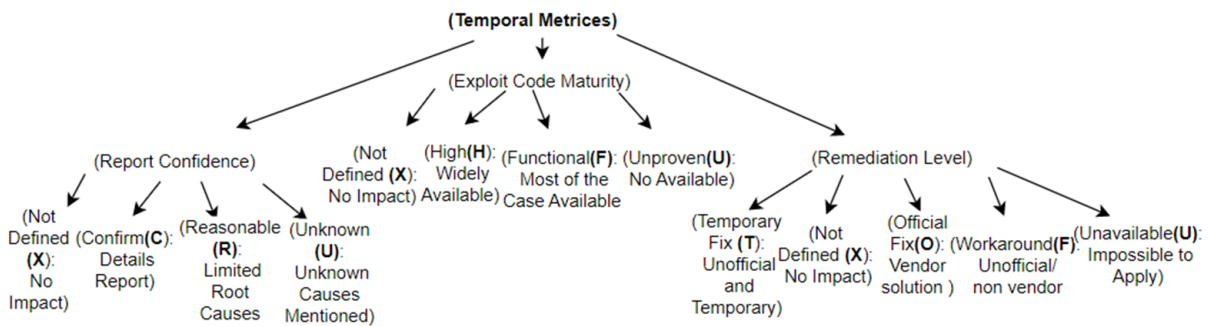 (Temporal Metrices)
(Exploit Code Maturity)
(Report Confidence)
(Not
Defined (X):
No Impact)
(High(H):
Widely
Available)
(Functional(F):
Most of the
Case Available
(Unproven(U):
No Available)
(Remediation Level)
(Not
Defined
(X):
No
Impact)
(Confirm(C):
Details
Report)
(Reasonable
(R):
Limited
Root
Causes
(Unknown
(U):
Unknown
Causes
Mentioned)
(Temporary
Fix (T):
Unofficial
and
Temporary)
(Not
Defined (X):
No Impact)
(Official
Fix(O):
Vendor
solution )
(Workaround(F):
Unofficial/
non vendor
(Unavailable(U):
Impossible to
Apply)